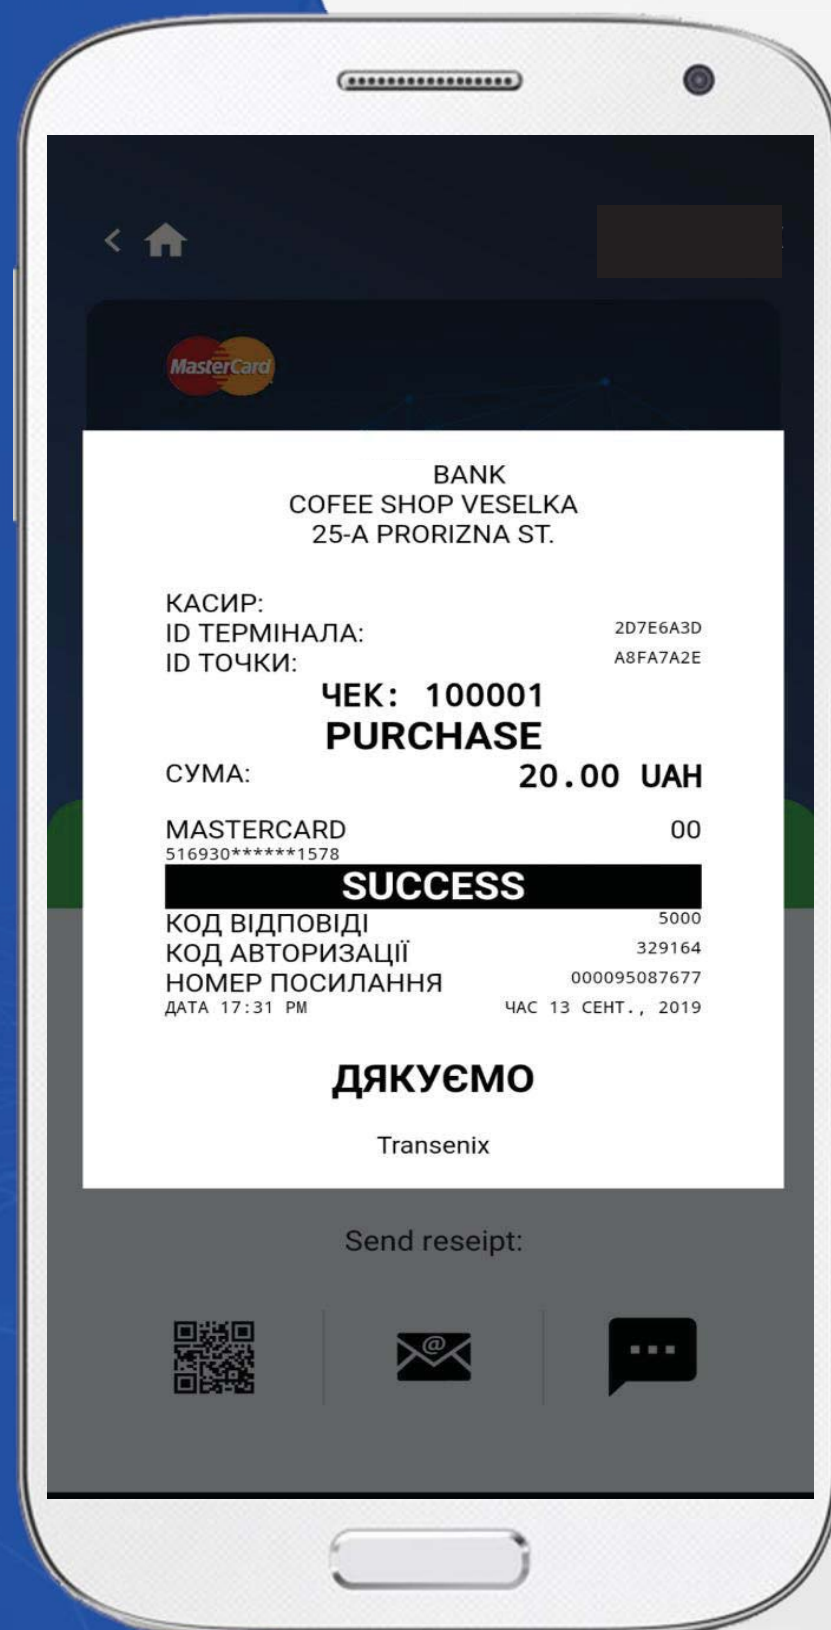 MasterCard
BANK
COFEE SHOP VESELKA
25-A PRORIZNA ST.
КАСИР:
ID ТЕРМІНАЛА: 2D7E6A3D
ID ТОЧКИ: A8FA7A2E
ЧЕК: 100001
PURCHASE
СУМА: 20.00 UAH
MASTERCARD 00
516930******1578
SUCCESS
КОД ВІДПОВІДІ 5000
КОД АВТОРИЗАЦІЇ 329164
НОМЕР ПОСИЛАННЯ 000095087677
ДАТА 17:31 PM ЧАС 13 СЕНТ., 2019
ДЯКУЄМО
Transenix
Send reseipt:
@